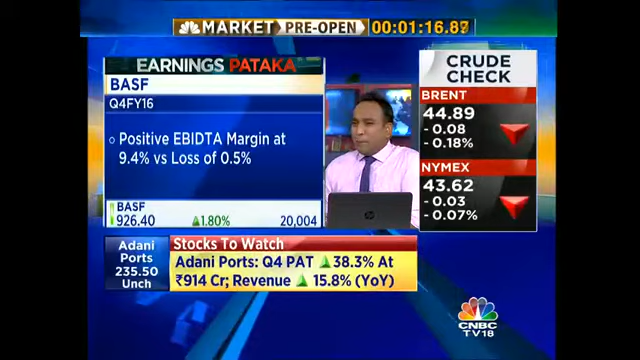 MARKET PRE-OPEN 00:01:16.87
EARNINGS PATAKA
BASF
Q4FY16
Positive EBIDTA Margin at
9.4% vs Loss of 0.5%
BASF
926.40 ▲1.80% 20,004
CRUDE
CHECK
BRENT
44.89
- 0.08
- 0.18%
NYMEX
43.62
- 0.03
- 0.07%
Adani
Ports
235.50
Unch
Stocks To Watch
Adani Ports: Q4 PAT ▲ 38.3% At
₹914 Cr; Revenue ▲ 15.8% (YoY)
hp
CNBC
TV18